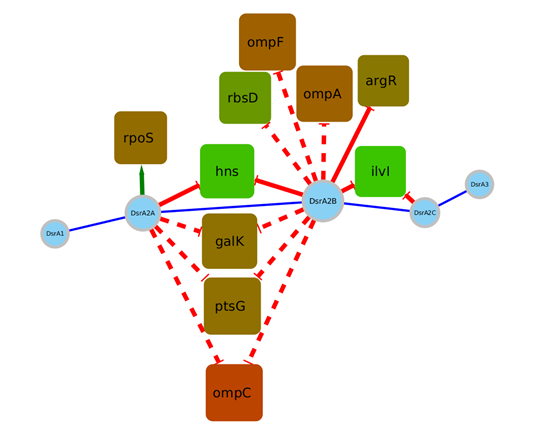 ompF
argR
ompA
rbsD
rpoS
hns
ilvI
DsrA3
DsrA2B
DsrA2A
DsrA2C
DsrA1
galK
ptsG
ompC